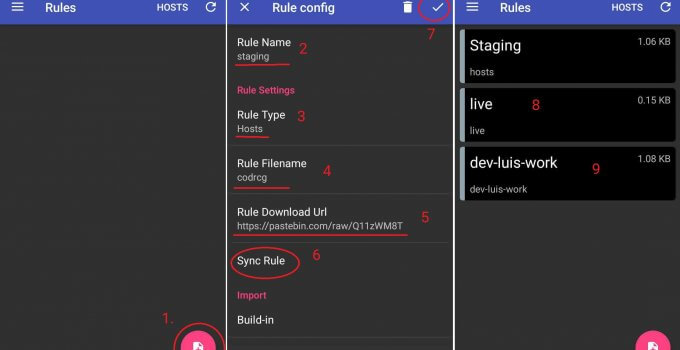 Rules HOSTS
1.
Rule config
7
Rule Name
staging
2
Rule Settings
Rule Type
Hosts
3
Rule Filename
codrcg
4
Rule Download Url
https://pastebin.com/raw/Q11zWM8T
5
Sync Rule
6
Import
Build-in
Rules HOSTS
Staging 1.06 KB
hosts
live 0.15 KB
8
live
dev-luis-work 1.08 KB
9
dev-luis-work